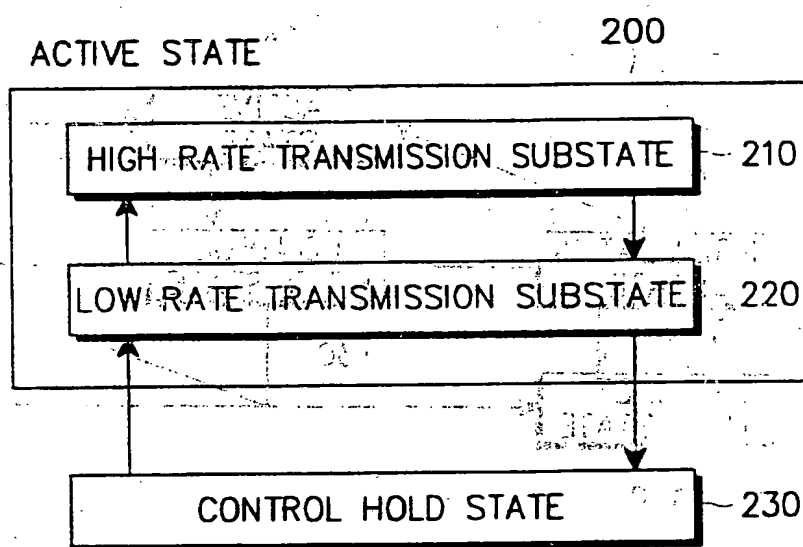 ACTIVE STATE
200
HIGH RATE TRANSMISSION SUBSTATE
210
LOW RATE TRANSMISSION SUBSTATE
220
CONTROL HOLD STATE
230